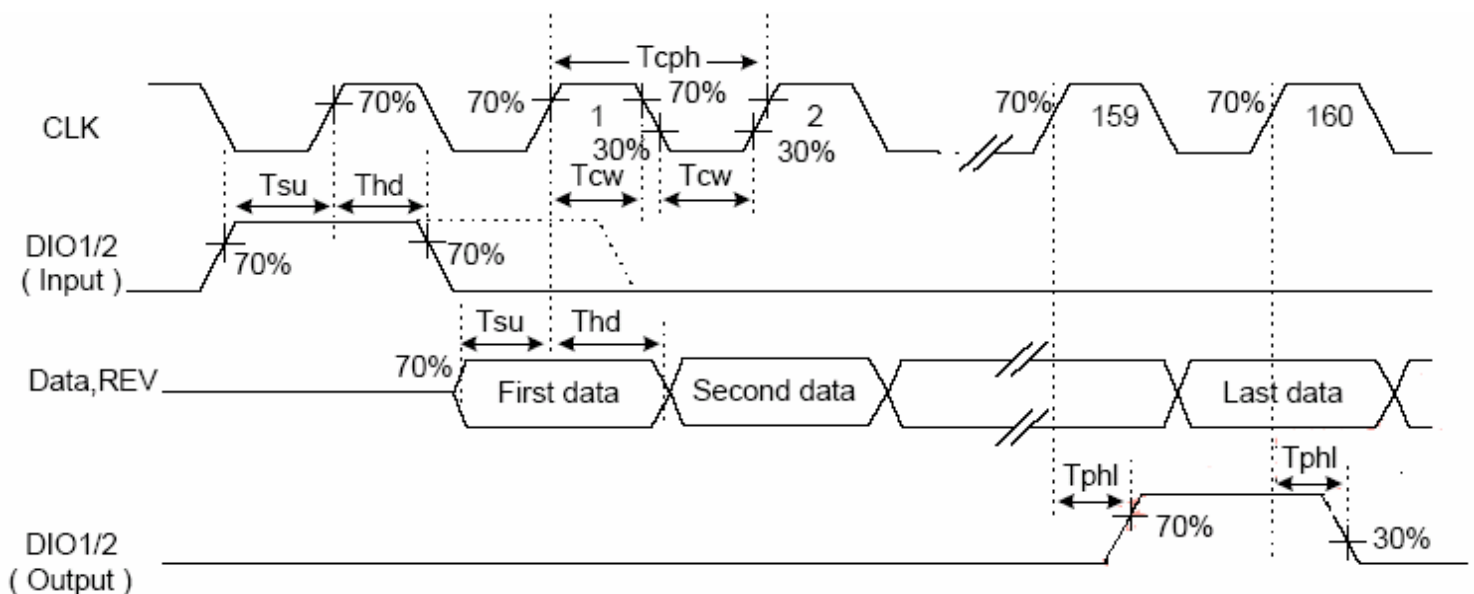 Tcph
70%
70%
70%
70%
70%
CLK
1
2
159
160
30%
30%
Tsu
Thd
Tcw
Tcw
DIO1/2
( Input )
70%
70%
Tsu
Thd
70%
Data,REV
First data
Second data
Last data
Tphl
Tphl
70%
30%
DIO1/2
( Output )